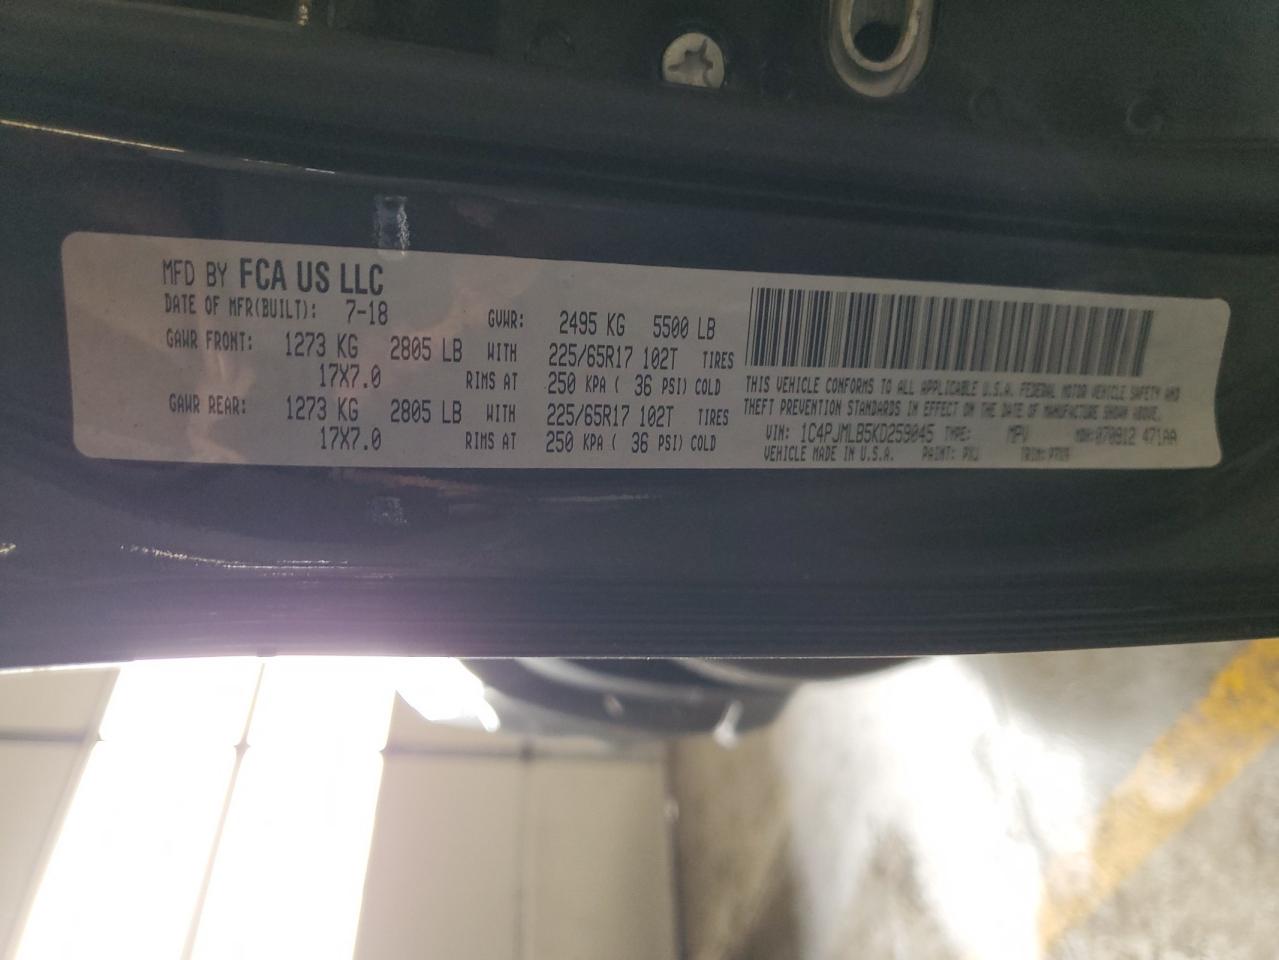 MFD BY FCA US LLC
DATE OF MFR(BUILT): 7-18 GVWR: 2495 KG 5500 LB
GAWR FRONT: 1273 KG 2805 LB WITH 225/65R17 102T TIRES
17X7.0 RIMS AT 250 KPA ( 36 PSI) COLD
GAWR REAR: 1273 KG 2805 LB WITH 225/65R17 102T TIRES
17X7.0 RIMS AT 250 KPA ( 36 PSI) COLD
THIS VEHICLE CONFORMS TO ALL APPLICABLE U.S.A. FEDERAL MOTOR VEHICLE SAFETY AND
THEFT PREVENTION STANDARDS IN EFFECT ON THE DATE OF MANUFACTURE SHOWN ABOVE.
VIN: 1C4PJMLB5KD259045 TYPE: MPV MDH: 471AA
VEHICLE MADE IN U.S.A. PAINT: PXJ TRIM: